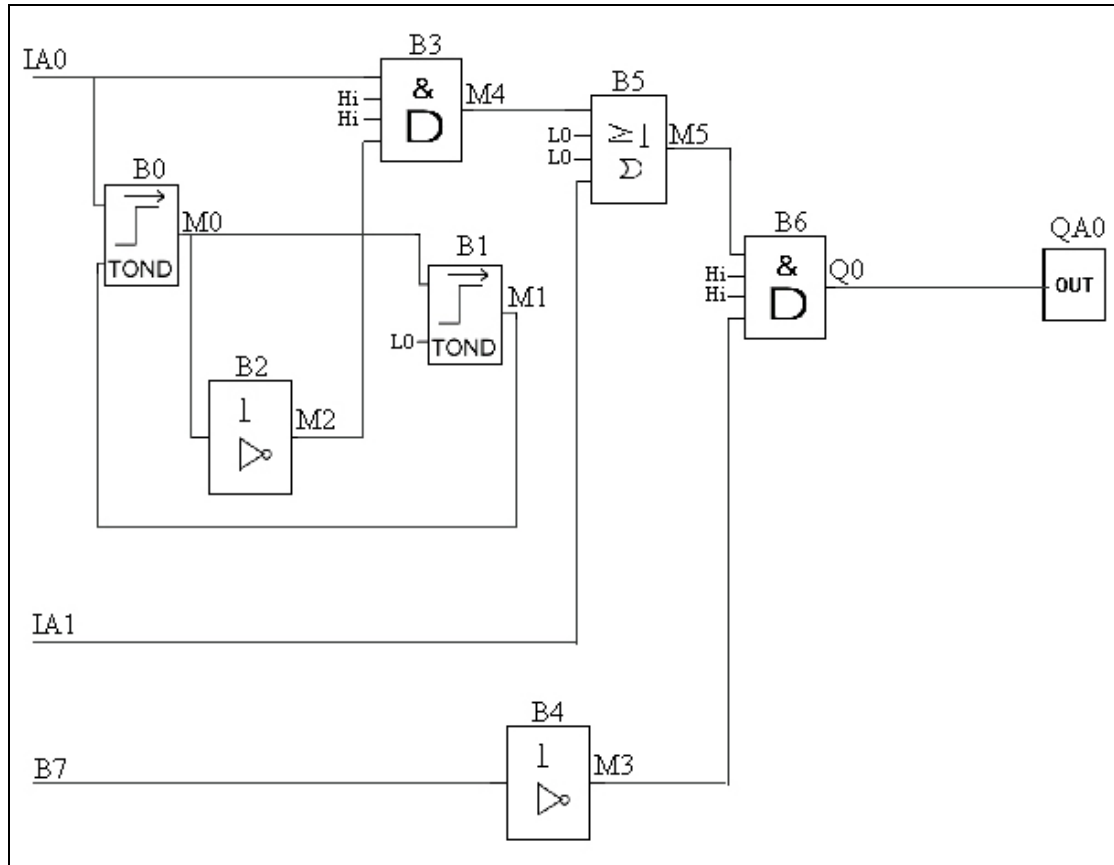 B3
IA0
&
M4
B5
Hi
Hi
D
L0
≥1
M5
L0
Σ
B0
M0
B6
QA0
B1
&
TOND
Hi
Q0
OUT
M1
Hi
D
L0
TOND
B2
1
M2
IA1
B4
1
B7
M3